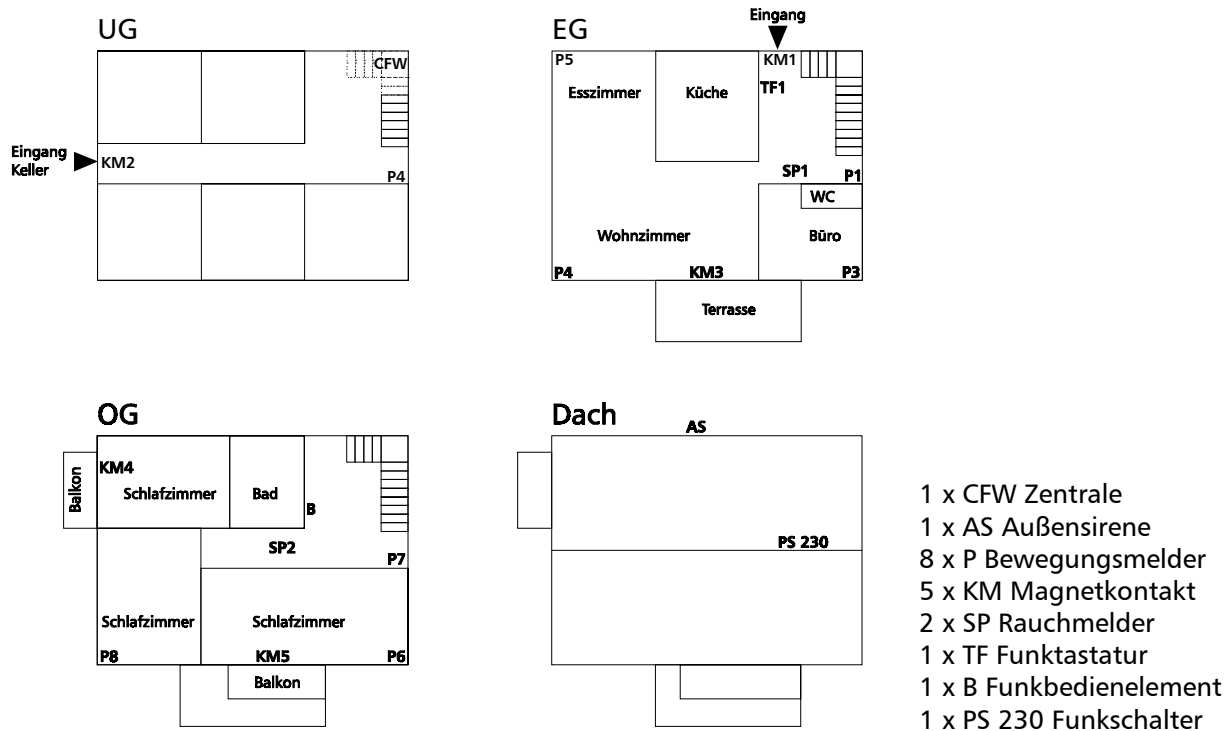 UG
CFW
Eingang
Keller
KM2
P4
EG
Eingang
P5
KM1
Esszimmer
Küche
TF1
SP1
P1
WC
Wohnzimmer
Büro
P4
KM3
P3
Terrasse
OG
Balkon
KM4
Schlafzimmer
Bad
B
SP2
P7
Schlafzimmer
Schlafzimmer
P8
KM5
P6
Balkon
Dach
AS
PS 230
1 x CFW Zentrale
1 x AS Außensirene
8 x P Bewegungsmelder
5 x KM Magnetkontakt
2 x SP Rauchmelder
1 x TF Funktastatur
1 x B Funkbedienelement
1 x PS 230 Funkschalter